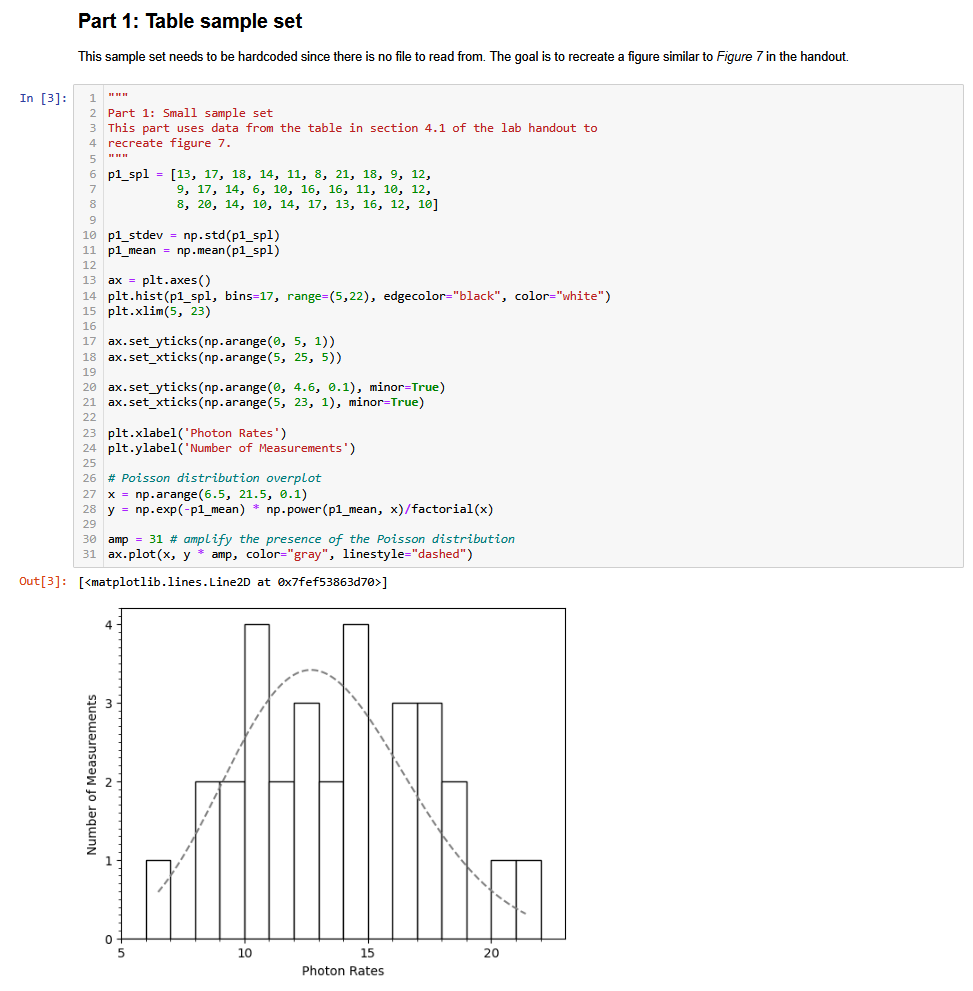 Part 1: Table sample set
This sample set needs to be hardcoded since there is no file to read from. The goal is to recreate a figure similar to Figure 7 in the handout.
In [3]:
1 """
2 Part 1: Small sample set
3 This part uses data from the table in section 4.1 of the lab handout to
4 recreate figure 7.
5 """
6 p1_spl = [13, 17, 18, 14, 11, 8, 21, 18, 9, 12,
7           9, 17, 14, 6, 10, 16, 16, 11, 10, 12,
8           8, 20, 14, 10, 14, 17, 13, 16, 12, 10]
9
10 p1_stdev = np.std(p1_spl)
11 p1_mean = np.mean(p1_spl)
12
13 ax = plt.axes()
14 plt.hist(p1_spl, bins=17, range=(5,22), edgecolor="black", color="white")
15 plt.xlim(5, 23)
16
17 ax.set_yticks(np.arange(0, 5, 1))
18 ax.set_xticks(np.arange(5, 25, 5))
19
20 ax.set_yticks(np.arange(0, 4.6, 0.1), minor=True)
21 ax.set_xticks(np.arange(5, 23, 1), minor=True)
22
23 plt.xlabel('Photon Rates')
24 plt.ylabel('Number of Measurements')
25
26 # Poisson distribution overplot
27 x = np.arange(6.5, 21.5, 0.1)
28 y = np.exp(-p1_mean) * np.power(p1_mean, x)/factorial(x)
29
30 amp = 31 # amplify the presence of the Poisson distribution
31 ax.plot(x, y * amp, color="gray", linestyle="dashed")
Out[3]: [<matplotlib.lines.Line2D at 0x7fef53863d70>]
4
3
2
1
0
Number of Measurements
5 10 15 20
Photon Rates